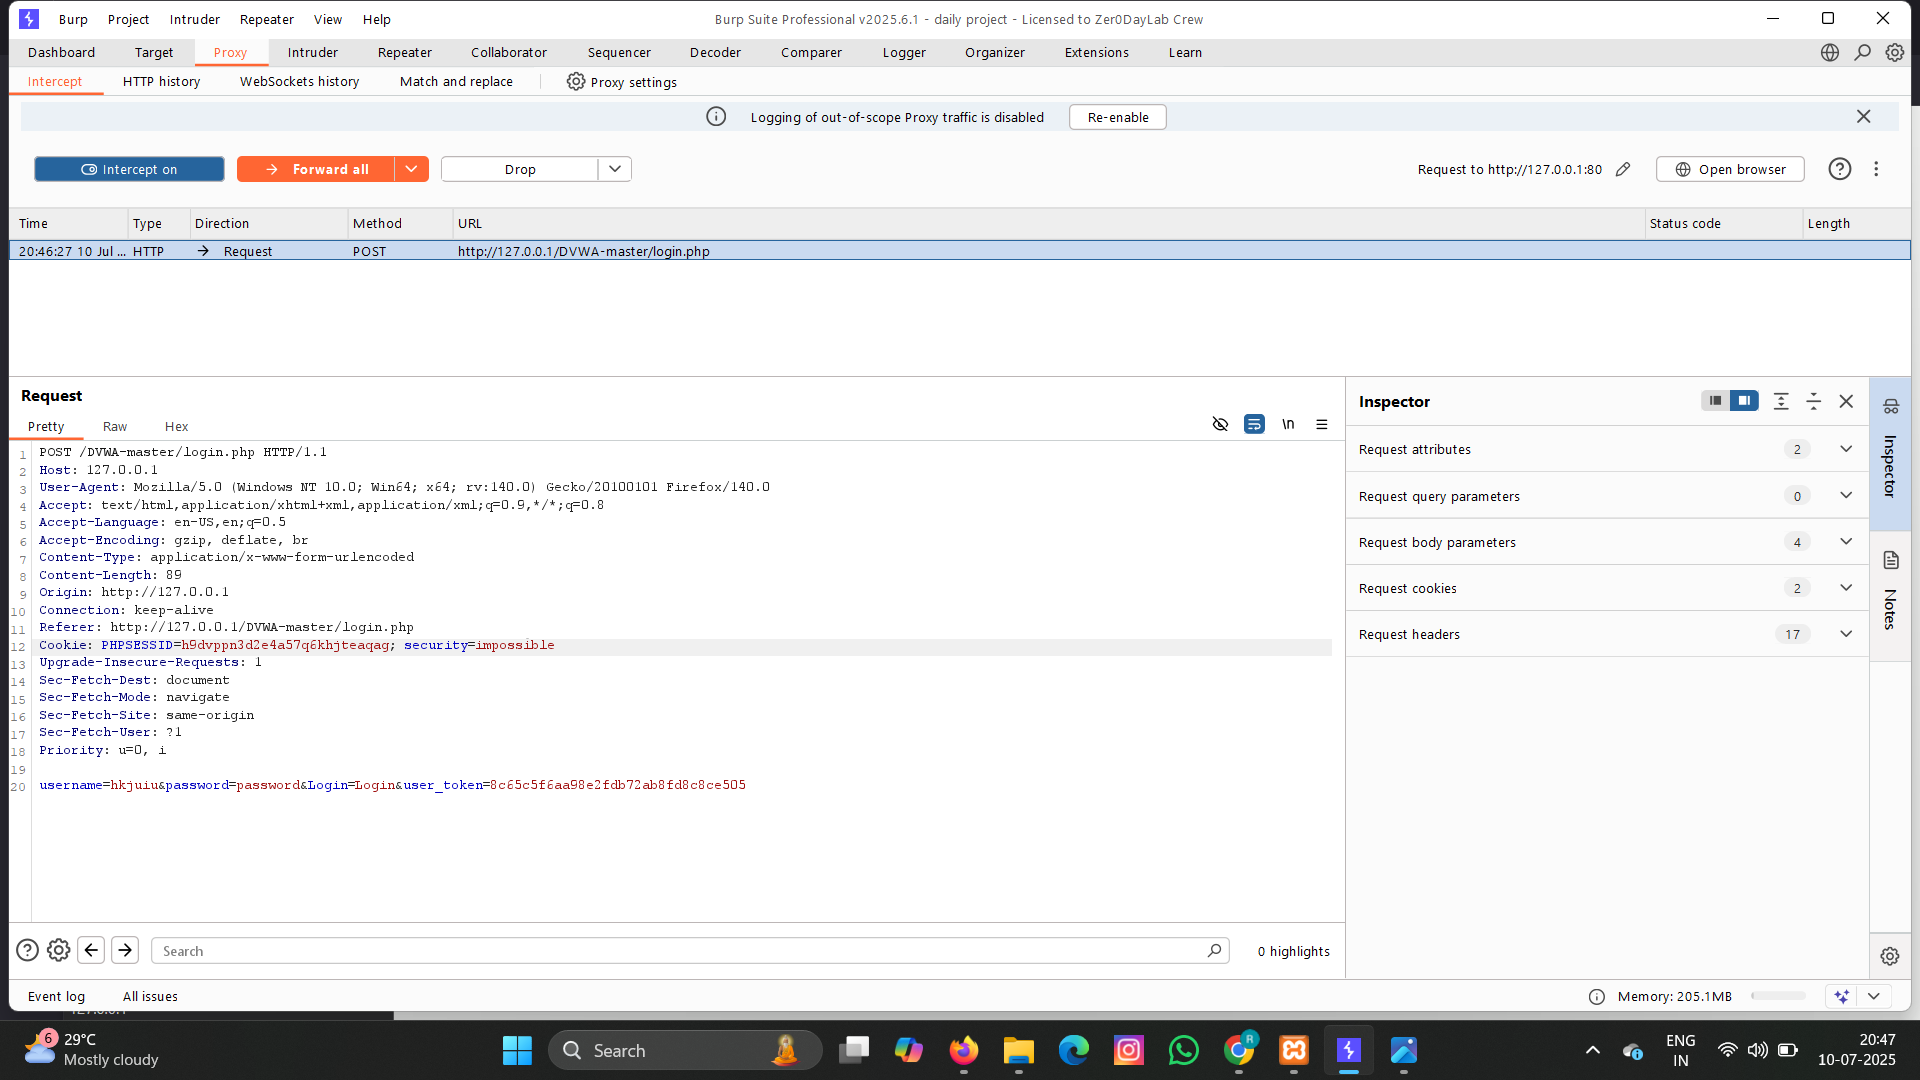 Burp Project Intruder Repeater View Help Burp Suite Professional v2025.6.1 - daily project - Licensed to Zer0DayLab Crew
Dashboard Target Proxy Intruder Repeater Collaborator Sequencer Decoder Comparer Logger Organizer Extensions Learn
Intercept HTTP history WebSockets history Match and replace Proxy settings
Logging of out-of-scope Proxy traffic is disabled Re-enable
Intercept on Forward all Drop Request to http://127.0.0.1:80 Open browser
Time Type Direction Method URL Status code Length
20:46:27 10 Jul ... HTTP Request POST http://127.0.0.1/DVWA-master/login.php
Request
Pretty Raw Hex \n
1 POST /DVWA-master/login.php HTTP/1.1
2 Host: 127.0.0.1
3 User-Agent: Mozilla/5.0 (Windows NT 10.0; Win64; x64; rv:140.0) Gecko/20100101 Firefox/140.0
4 Accept: text/html,application/xhtml+xml,application/xml;q=0.9,*/*;q=0.8
5 Accept-Language: en-US,en;q=0.5
6 Accept-Encoding: gzip, deflate, br
7 Content-Type: application/x-www-form-urlencoded
8 Content-Length: 89
9 Origin: http://127.0.0.1
10 Connection: keep-alive
11 Referer: http://127.0.0.1/DVWA-master/login.php
12 Cookie: PHPSESSID=h9dvppn3d2e4a57q6khjteaqag; security=impossible
13 Upgrade-Insecure-Requests: 1
14 Sec-Fetch-Dest: document
15 Sec-Fetch-Mode: navigate
16 Sec-Fetch-Site: same-origin
17 Sec-Fetch-User: ?1
18 Priority: u=0, i
19
20 username=hkjuiu&password=password&Login=Login&user_token=8c65c5f6aa98e2fdb72ab8fd8c8ce505
Inspector
Request attributes 2
Request query parameters 0
Request body parameters 4
Request cookies 2
Request headers 17
Inspector
Notes
Search 0 highlights
Event log All issues Memory: 205.1MB
6 29°C
Mostly cloudy
Search
R
ENG
IN
20:47
10-07-2025